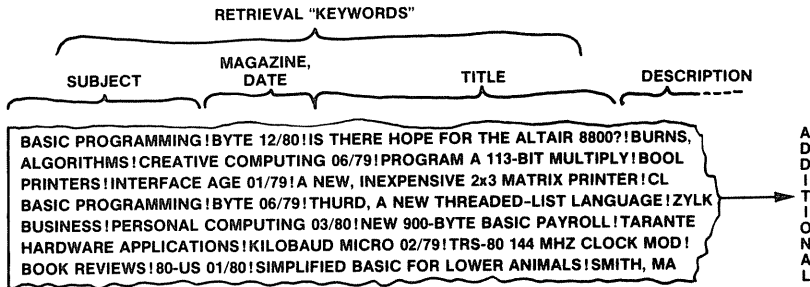 RETRIEVAL “KEYWORDS”
SUBJECT
MAGAZINE, DATE
TITLE
DESCRIPTION
BASIC PROGRAMMING!BYTE 12/80!IS THERE HOPE FOR THE ALTAIR 8800?!BURNS,
ALGORITHMS!CREATIVE COMPUTING 06/79!PROGRAM A 113-BIT MULTIPLY!BOOL
PRINTERS!INTERFACE AGE 01/79!A NEW, INEXPENSIVE 2x3 MATRIX PRINTER!CL
BASIC PROGRAMMING!BYTE 06/79!THURD, A NEW THREADED-LIST LANGUAGE!ZYLK
BUSINESS!PERSONAL COMPUTING 03/80!NEW 900-BYTE BASIC PAYROLL!TARANTE
HARDWARE APPLICATIONS!KILOBAUD MICRO 02/79!TRS-80 144 MHZ CLOCK MOD!
BOOK REVIEWS!80-US 01/80!SIMPLIFIED BASIC FOR LOWER ANIMALS!SMITH, MA
ADDITIONAL